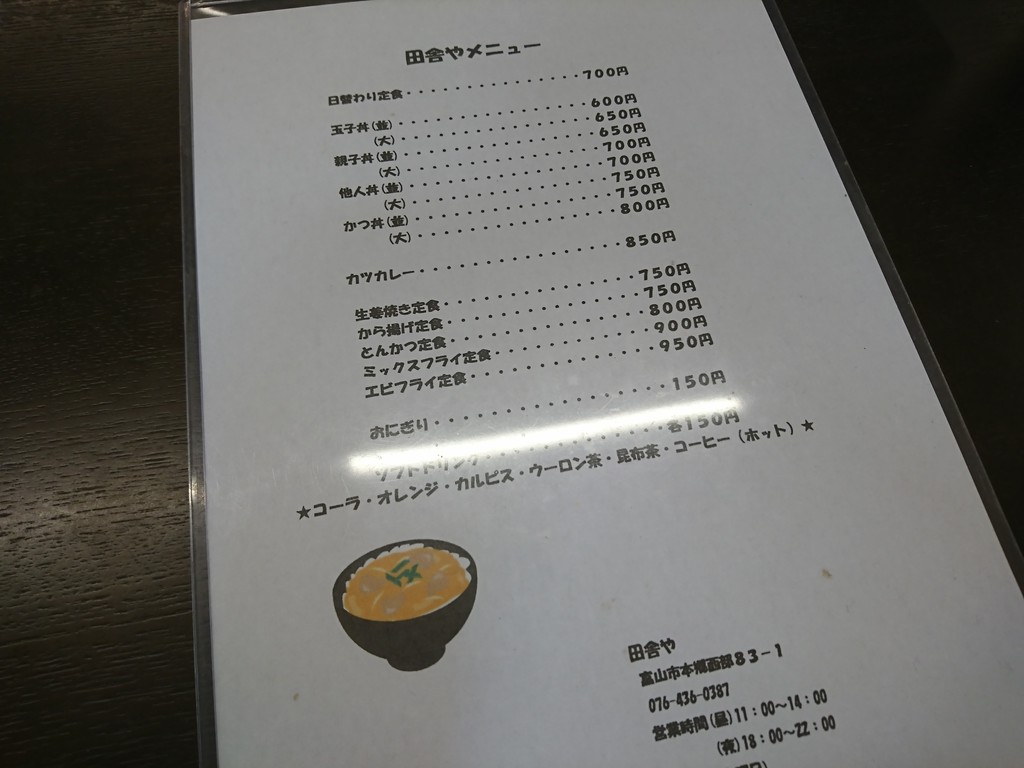 田舎やメニュー
日替わり定食・・・・・・・・・・・・・700円
玉子丼(並)・・・・・・・・・・・・・・600円
(大)・・・・・・・・・・・・・・650円
親子丼(並)・・・・・・・・・・・・・・650円
(大)・・・・・・・・・・・・・・700円
他人丼(並)・・・・・・・・・・・・・・700円
(大)・・・・・・・・・・・・・・750円
かつ丼(並)・・・・・・・・・・・・・・750円
(大)・・・・・・・・・・・・・・800円
カツカレー・・・・・・・・・・・・・・850円
生姜焼き定食・・・・・・・・・・・・・750円
から揚げ定食・・・・・・・・・・・・・750円
とんかつ定食・・・・・・・・・・・・・800円
ミックスフライ定食・・・・・・・・・・900円
エビフライ定食・・・・・・・・・・・・950円
おにぎり・・・・・・・・・・・・・・・150円
ソフトドリンク・・・・・・・・・・・各150円
★コーラ・オレンジ・カルピス・ウーロン茶・昆布茶・コーヒー(ホット)★
田舎や
富山市本郷西部83-1
076-436-0387
営業時間(昼)11:00~14:00
(夜)18:00~22:00